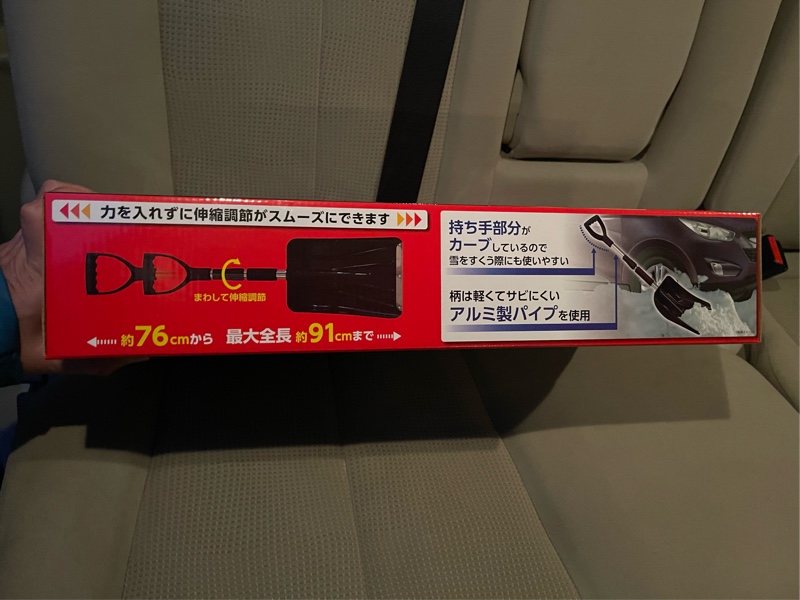 力を入れずに伸縮調節がスムーズにできます
まわして伸縮調節
約76cmから 最大全長 約91cmまで
持ち手部分が
カーブしているので
雪をすくう際にも使いやすい
柄は軽くてサビにくい
アルミ製パイプを使用